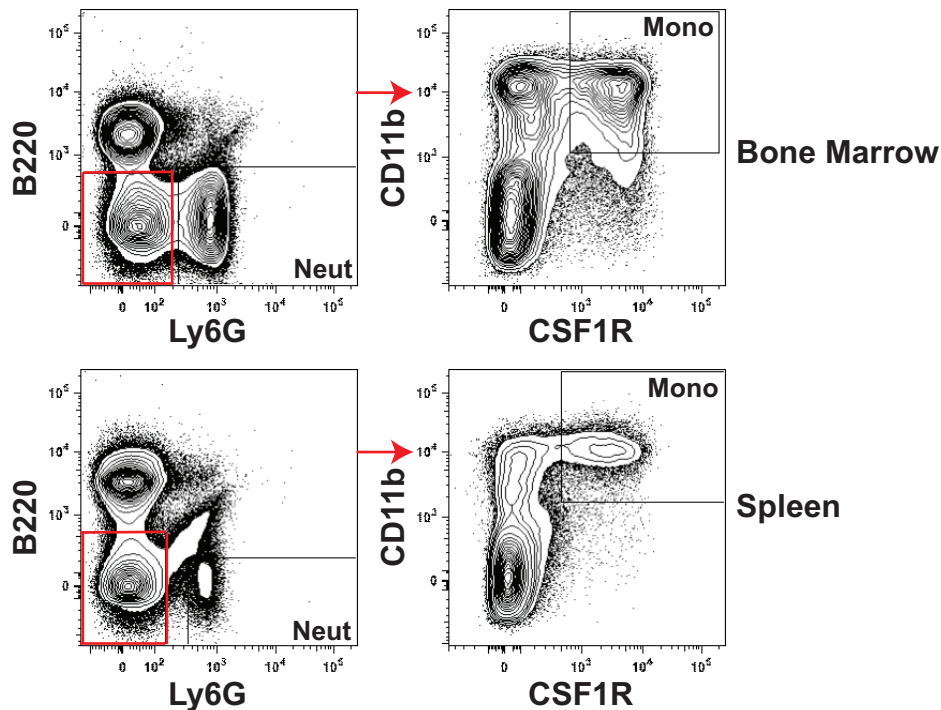 B220
10⁵
10⁴
10³
0
0
10²
10³
10⁴
10⁵
Ly6G
Neut
CD11b
10⁵
10⁴
10³
0
0
10³
10⁴
10⁵
CSF1R
Mono
Bone Marrow
B220
10⁵
10⁴
10³
0
0
10²
10³
10⁴
10⁵
Ly6G
Neut
CD11b
10⁵
10⁴
10³
0
0
10³
10⁴
10⁵
CSF1R
Mono
Spleen